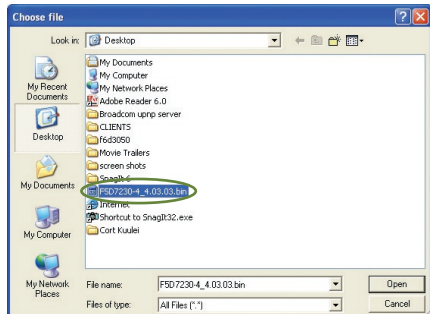 Choose file
Look in: Desktop
My Recent Documents
Desktop
My Documents
My Computer
My Network Places
My Documents
My Computer
My Network Places
Adobe Reader 6.0
Broadcom upnp server
CLIENTS
f6d3050
Movie Trailers
screen shots
SnagIt 6
F5D7230-4_4.03.03.bin
Internet
Shortcut to SnagIt32.exe
Cort Kuulei
File name: F5D7230-4_4.03.03.bin
Open
Files of type: All Files (*.*)
Cancel